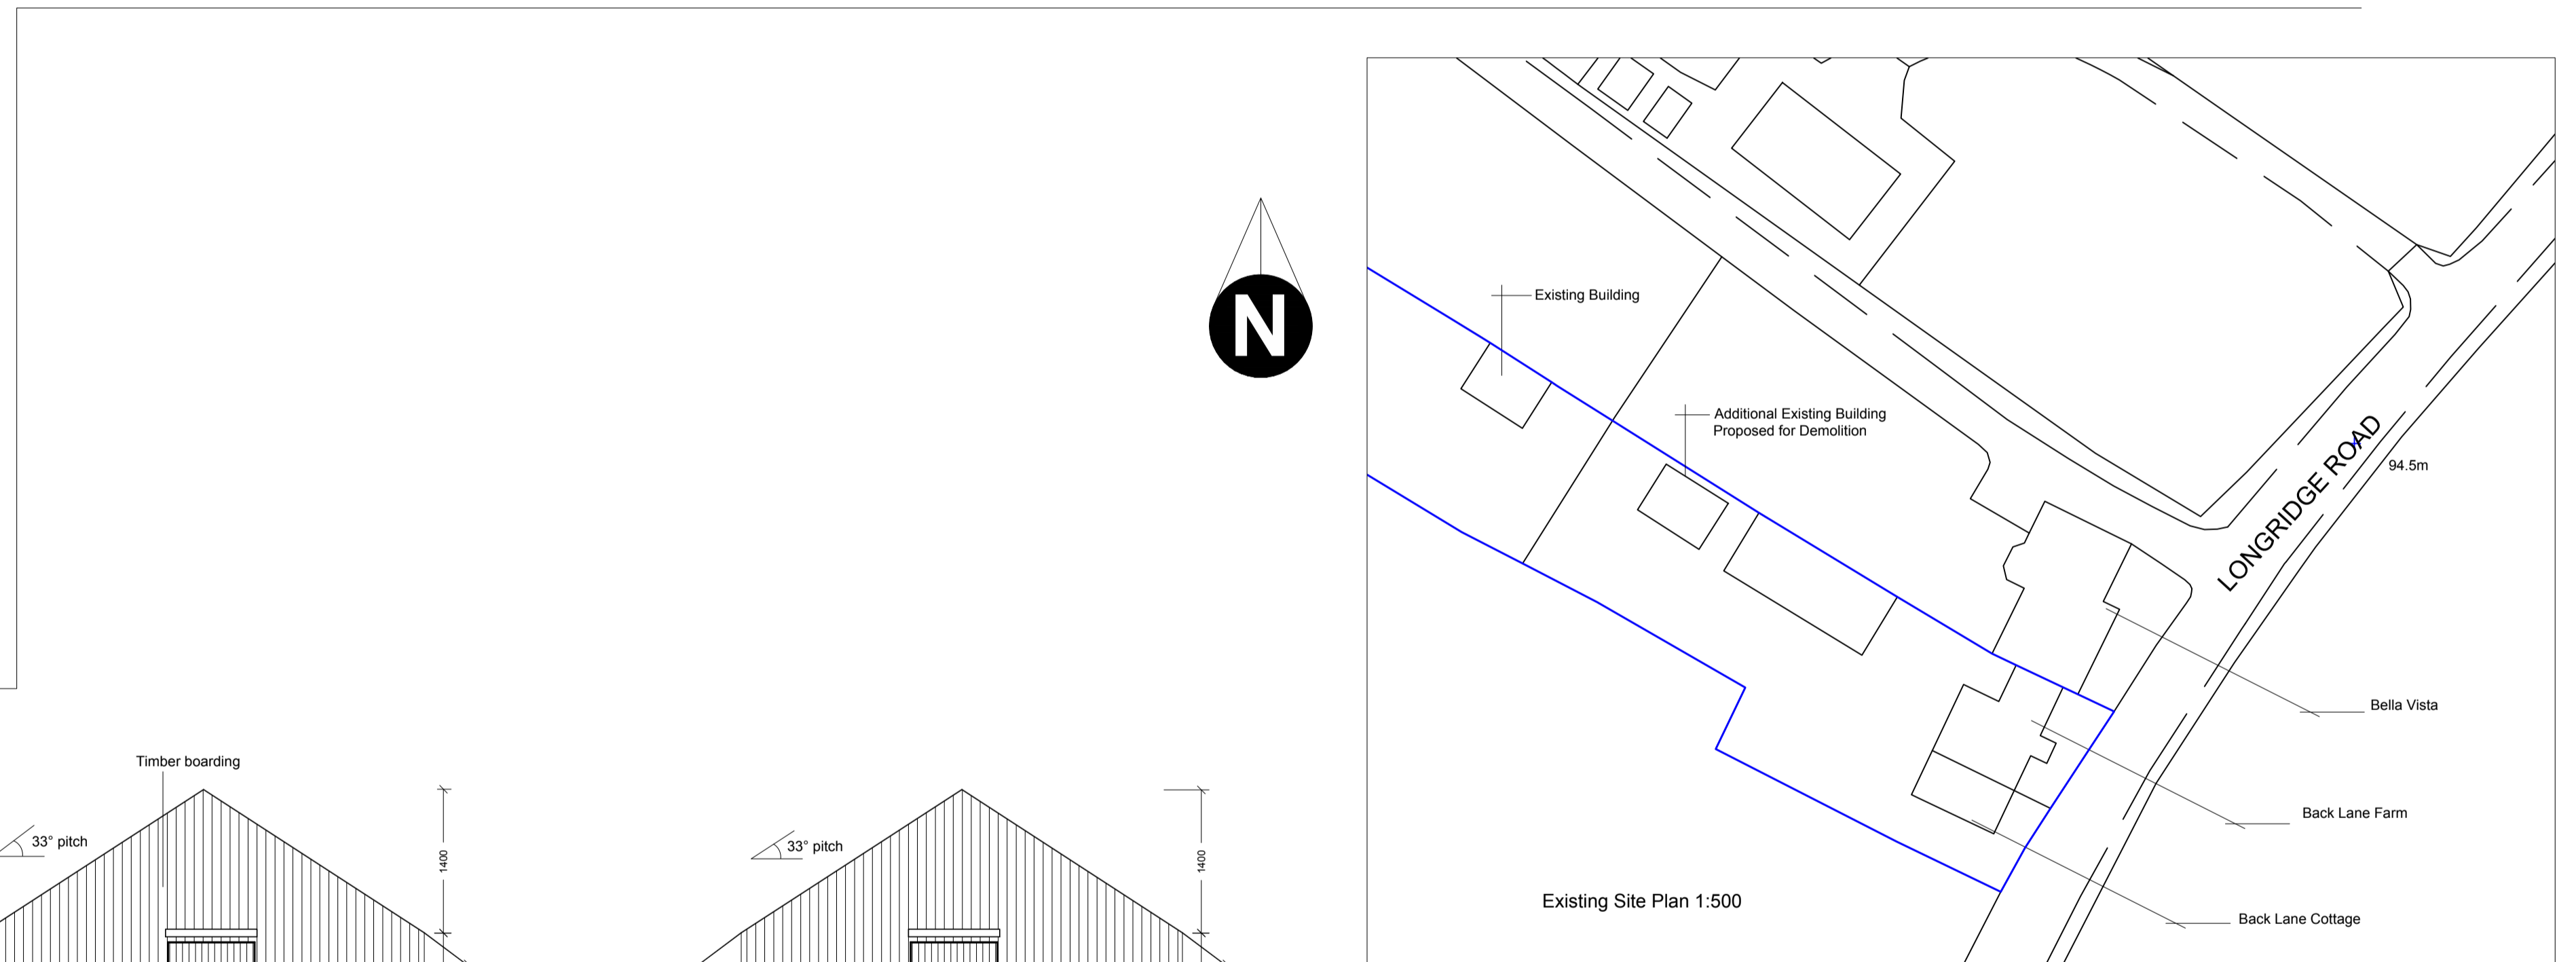 N
Existing Building
Additional Existing Building
Proposed for Demolition
LONGRIDGE ROAD
94.5m
Bella Vista
Back Lane Farm
Back Lane Cottage
Existing Site Plan 1:500
Timber boarding
33° pitch
1400
33° pitch
1400